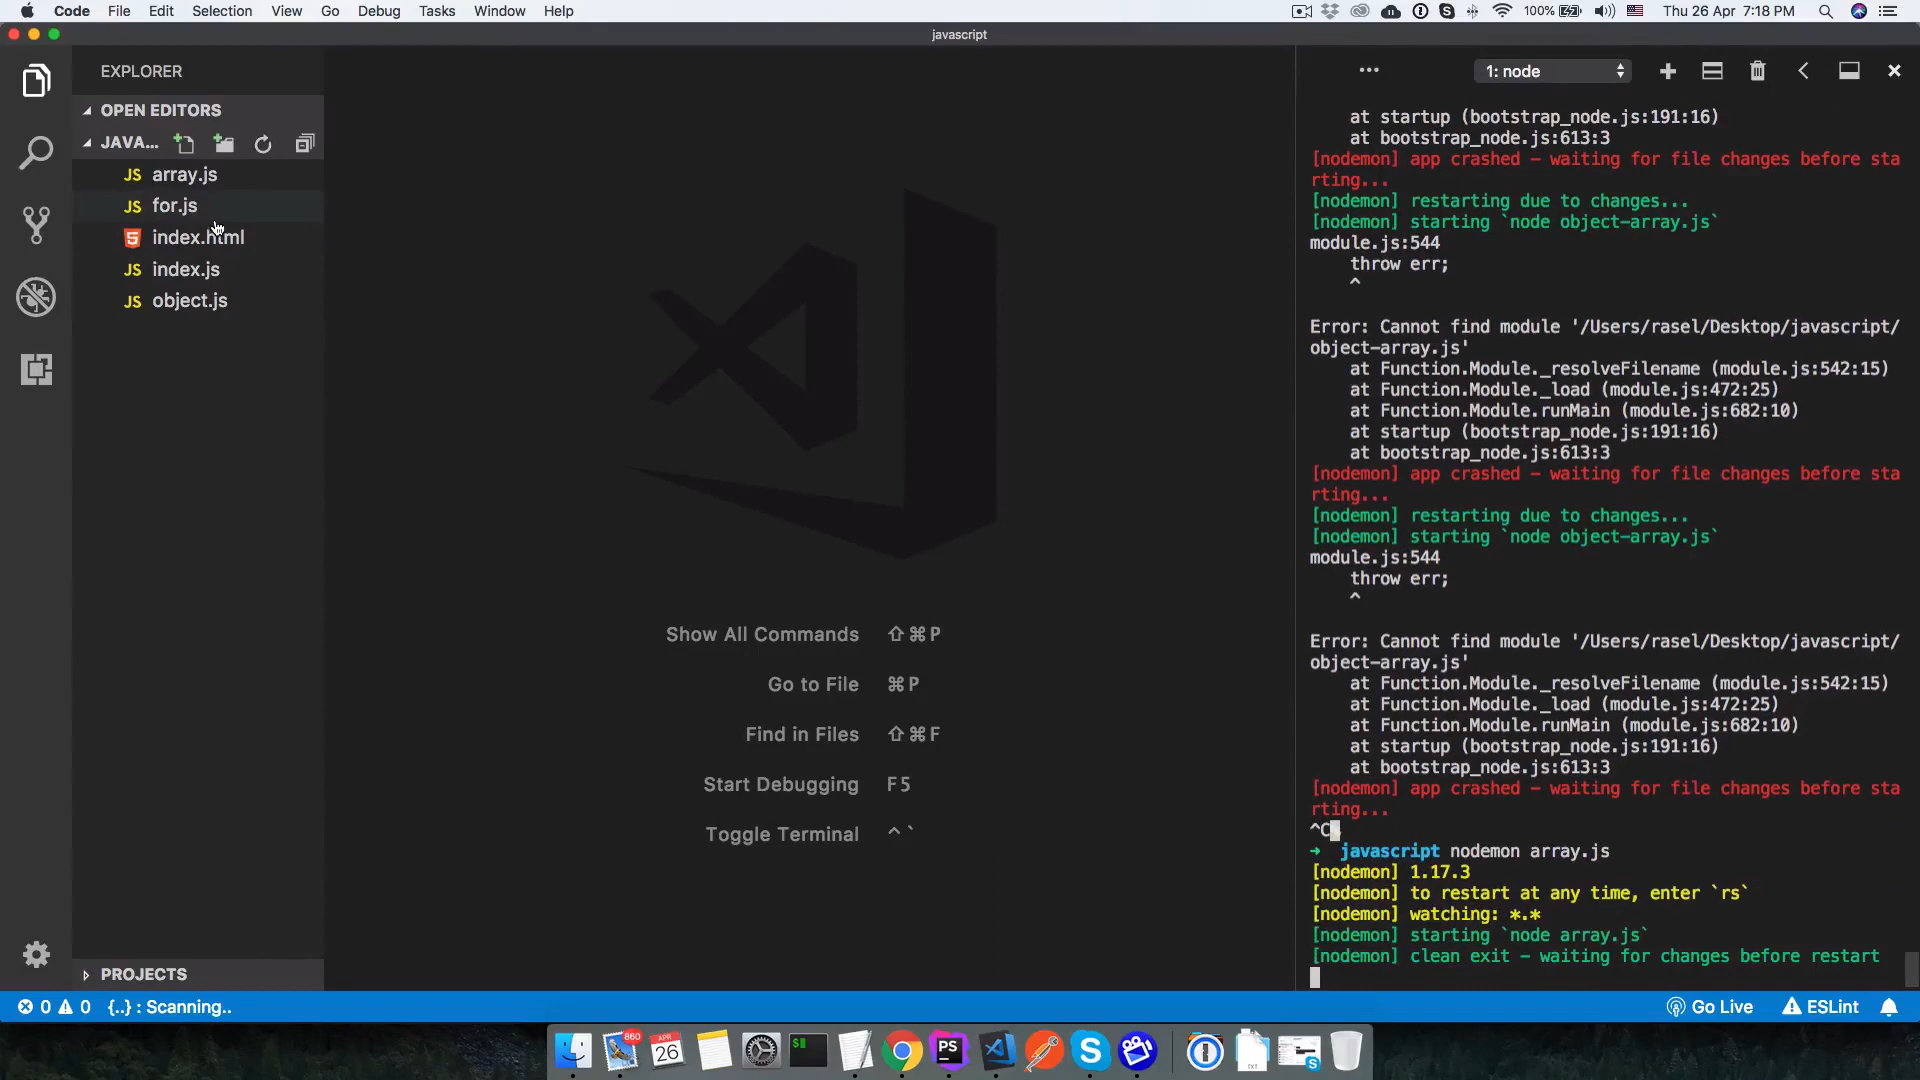 Code File Edit Selection View Go Debug Tasks Window Help 100% Thu 26 Apr 7:18 PM
javascript
EXPLORER
OPEN EDITORS
JAVA...
JS array.js
JS for.js
5 index.html
JS index.js
JS object.js
PROJECTS
Show All Commands ⇧⌘P
Go to File ⌘P
Find in Files ⇧⌘F
Start Debugging F5
Toggle Terminal ^`
··· 1: node
at startup (bootstrap_node.js:191:16)
at bootstrap_node.js:613:3
[nodemon] app crashed - waiting for file changes before sta
rting...
[nodemon] restarting due to changes...
[nodemon] starting `node object-array.js`
module.js:544
throw err;
^
Error: Cannot find module '/Users/rasel/Desktop/javascript/
object-array.js'
at Function.Module._resolveFilename (module.js:542:15)
at Function.Module._load (module.js:472:25)
at Function.Module.runMain (module.js:682:10)
at startup (bootstrap_node.js:191:16)
at bootstrap_node.js:613:3
[nodemon] app crashed - waiting for file changes before sta
rting...
[nodemon] restarting due to changes...
[nodemon] starting `node object-array.js`
module.js:544
throw err;
^
Error: Cannot find module '/Users/rasel/Desktop/javascript/
object-array.js'
at Function.Module._resolveFilename (module.js:542:15)
at Function.Module._load (module.js:472:25)
at Function.Module.runMain (module.js:682:10)
at startup (bootstrap_node.js:191:16)
at bootstrap_node.js:613:3
[nodemon] app crashed - waiting for file changes before sta
rting...
^C
→ javascript nodemon array.js
[nodemon] 1.17.3
[nodemon] to restart at any time, enter `rs`
[nodemon] watching: *.*
[nodemon] starting `node array.js`
[nodemon] clean exit - waiting for changes before restart
0 0 {..} : Scanning.. Go Live ESLint
860
APRIL
26
$
PS
S
TXT
S